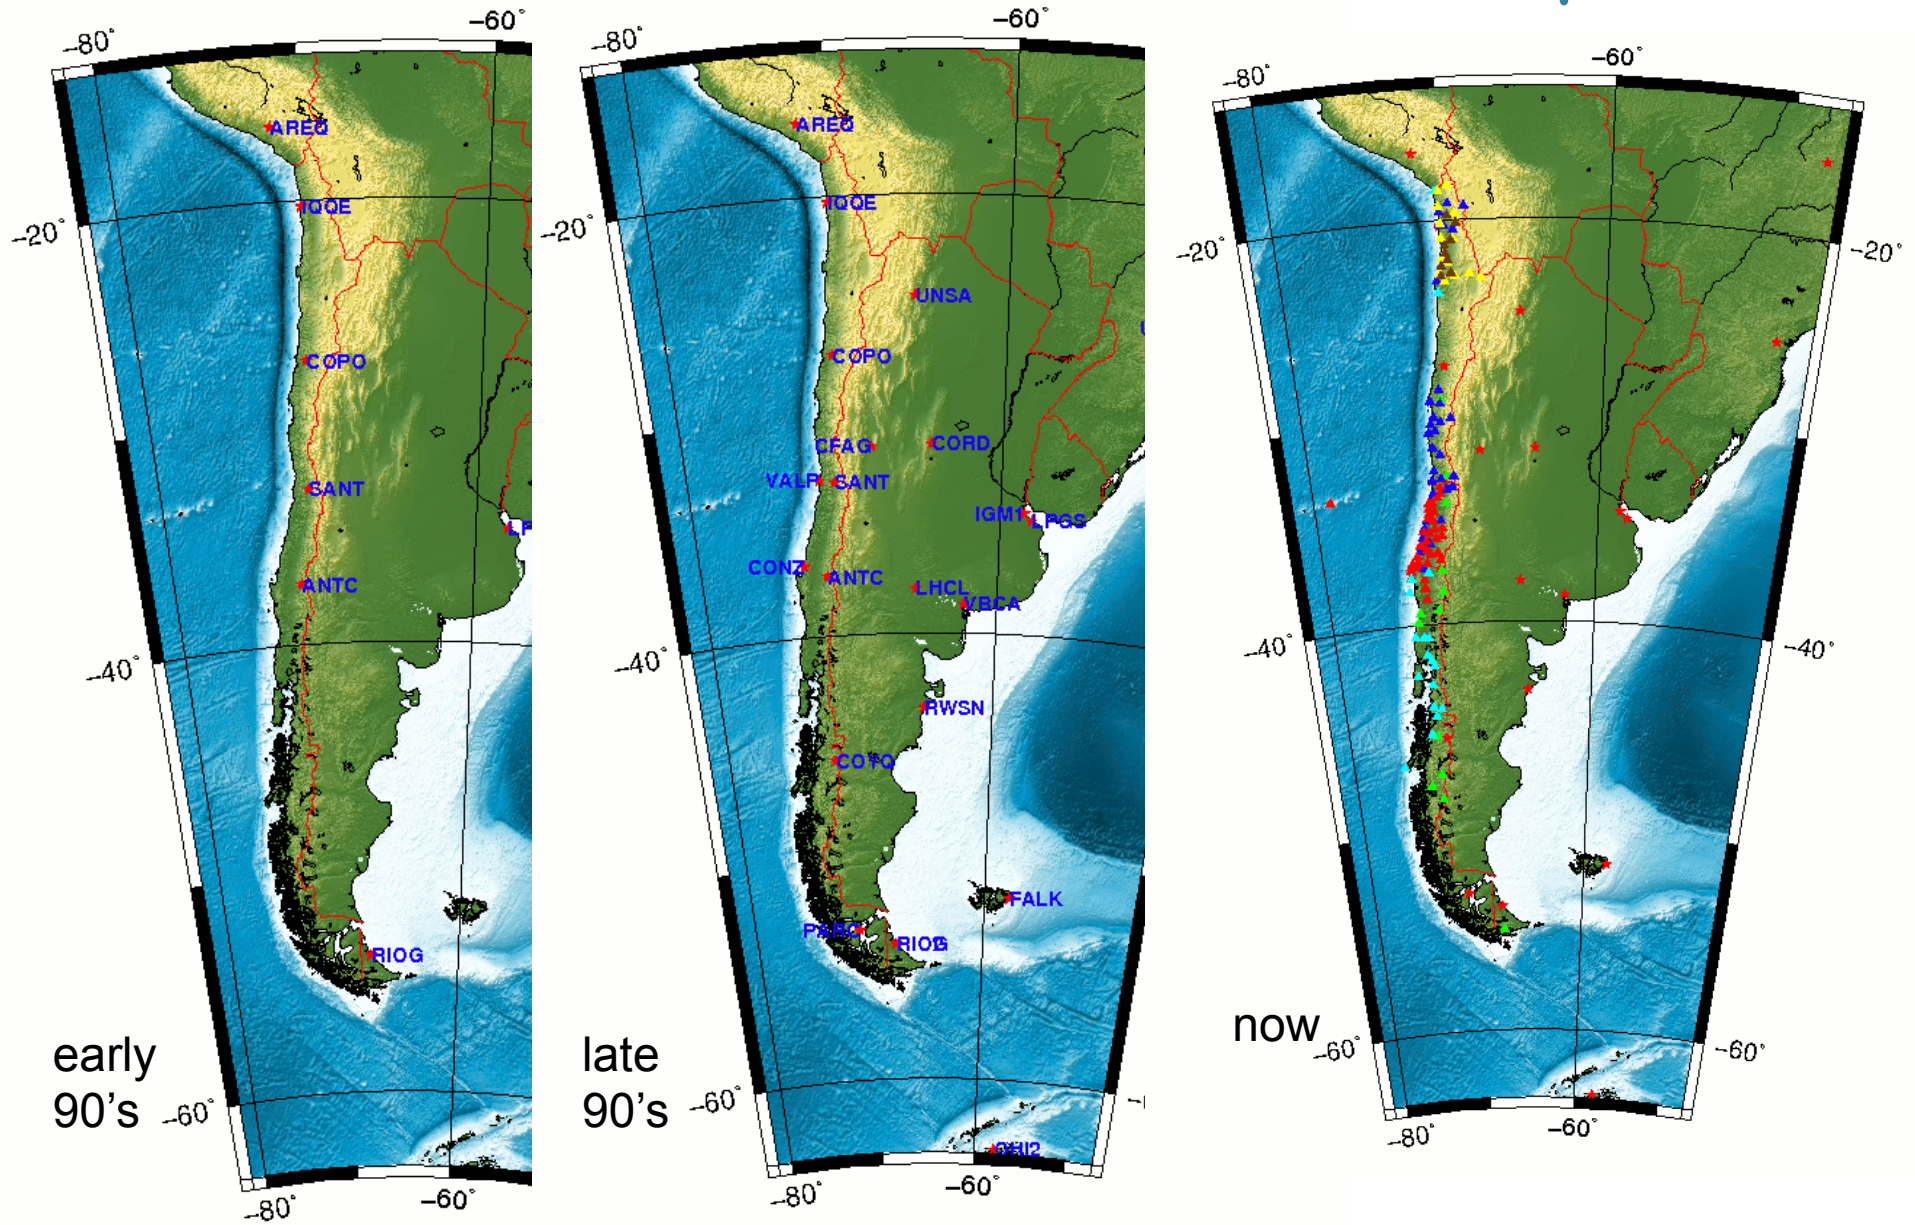 −80°
−60°
AREQ
IQQE
−20°
COPO
SANT
LP
ANTC
−40°
RIOG
early
90's
−60°
−80°
−60°
−80°
−60°
AREQ
IQQE
−20°
UNSA
COPO
CFAG
CORD
VALP
SANT
IGM1
LPGS
CONZ
ANTC
LHCL
VBCA
−40°
RWSN
COYQ
FALK
PARC
late
90's
−60°
OHI2
−80°
−60°
−80°
−60°
−20°
−20°
−40°
−40°
now
−60°
−60°
−80°
−60°